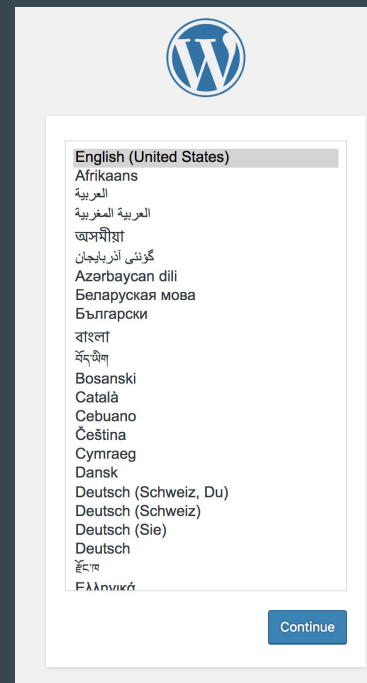 English (United States)
Afrikaans
العربية
العربية المغربية
অসমীয়া
گؤنئی آذربایجان
Azərbaycan dili
Беларуская мова
Български
বাংলা
བོད་ཡིག
Bosanski
Català
Cebuano
Čeština
Cymraeg
Dansk
Deutsch (Schweiz, Du)
Deutsch (Schweiz)
Deutsch (Sie)
Deutsch
རྫོང་ཁ
Ελληνικά
Continue